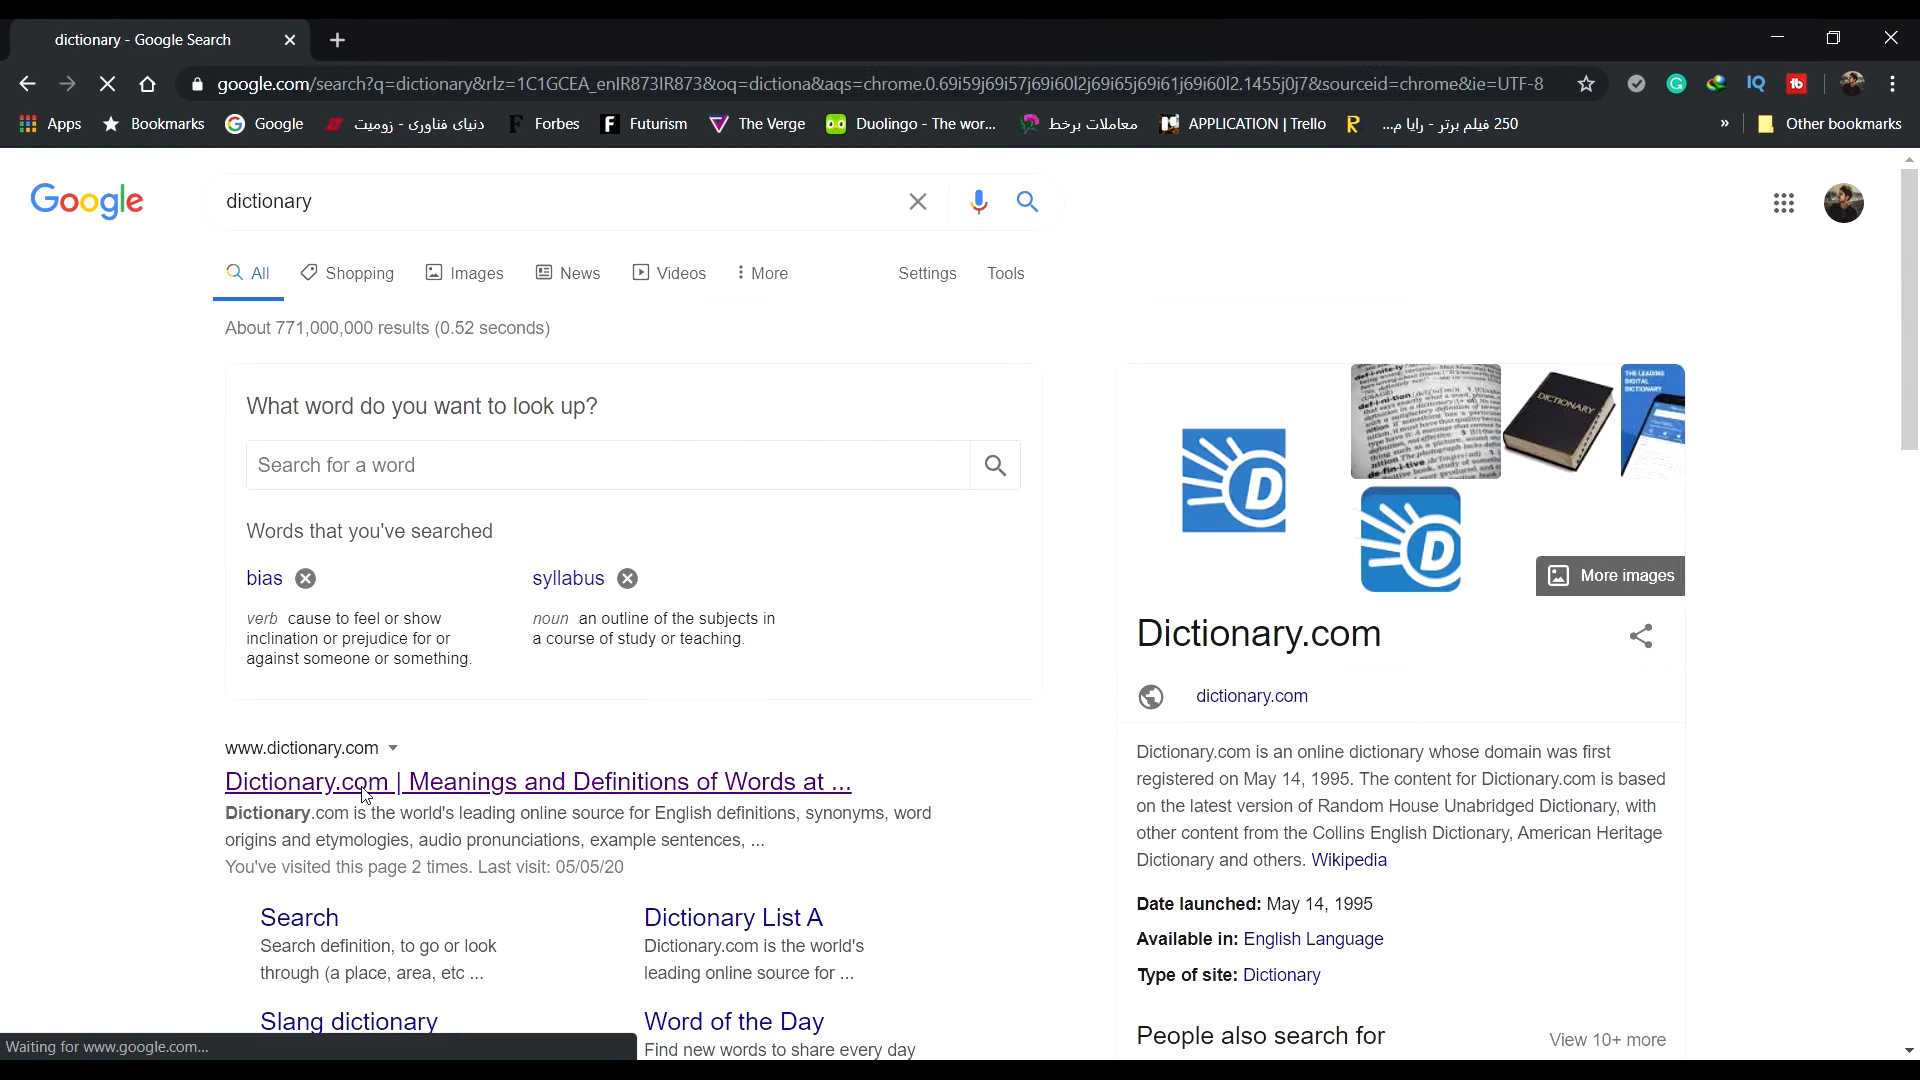 dictionary - Google Search
google.com/search?q=dictionary&rlz=1C1GCEA_enIR873IR873&oq=dictiona&aqs=chrome.0.69i59j69i57j69i60l2j69i65j69i61j69i60l2.1455j0j7&sourceid=chrome&ie=UTF-8
Apps Bookmarks Google دنیای فناوری - زومیت Forbes Futurism The Verge Duolingo - The wor... معاملات برخط APPLICATION | Trello 250 فیلم برتر - رایا م... » Other bookmarks
Google
dictionary
All Shopping Images News Videos More Settings Tools
About 771,000,000 results (0.52 seconds)
What word do you want to look up?
Search for a word
Words that you've searched
bias syllabus
verb cause to feel or show
inclination or prejudice for or
against someone or something.
noun an outline of the subjects in
a course of study or teaching.
www.dictionary.com
Dictionary.com | Meanings and Definitions of Words at ...
Dictionary.com is the world's leading online source for English definitions, synonyms, word
origins and etymologies, audio pronunciations, example sentences, ...
You've visited this page 2 times. Last visit: 05/05/20
Search
Search definition, to go or look
through (a place, area, etc ...
Dictionary List A
Dictionary.com is the world's
leading online source for ...
Slang dictionary
Word of the Day
Find new words to share every day
Waiting for www.google.com...
DICTIONARY
THE LEADING
DIGITAL
DICTIONARY
More images
Dictionary.com
dictionary.com
Dictionary.com is an online dictionary whose domain was first
registered on May 14, 1995. The content for Dictionary.com is based
on the latest version of Random House Unabridged Dictionary, with
other content from the Collins English Dictionary, American Heritage
Dictionary and others. Wikipedia
Date launched: May 14, 1995
Available in: English Language
Type of site: Dictionary
People also search for
View 10+ more